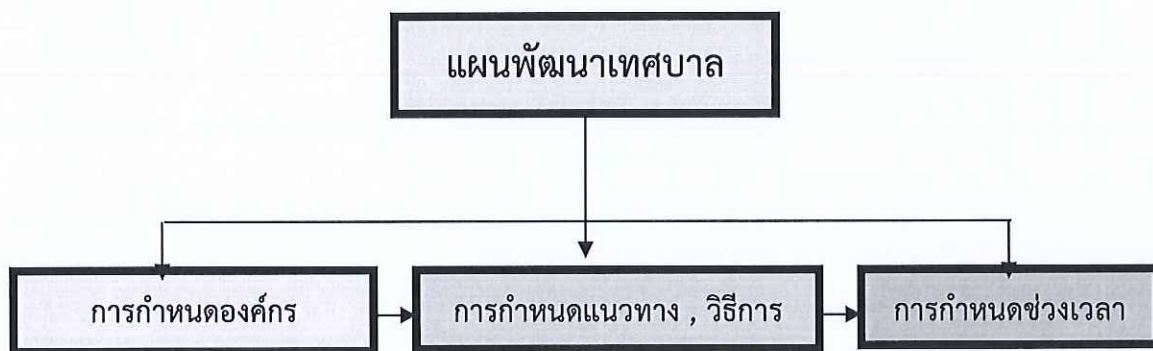 แผนพัฒนาเทศบาล
การกำหนดองค์กร
การกำหนดแนวทาง , วิธีการ
การกำหนดช่วงเวลา